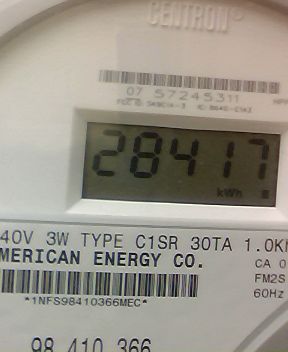 CENTRON®
07 57245311
28417
kWh
40V 3W TYPE C1SR 30TA 1.0K
MERICAN ENERGY CO.
CA 0
FM2S
60Hz
*1NFS98410366MEC*
98 410 366